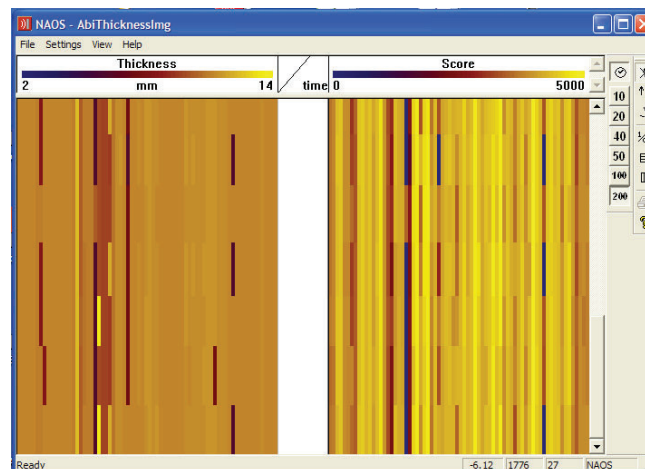 NAOS - AbiThicknessImg
File Settings View Help
Thickness
2 mm 14
time
Score
0 5000
10
20
40
50
100
200
Ready
-6.12 1776 27 NAOS